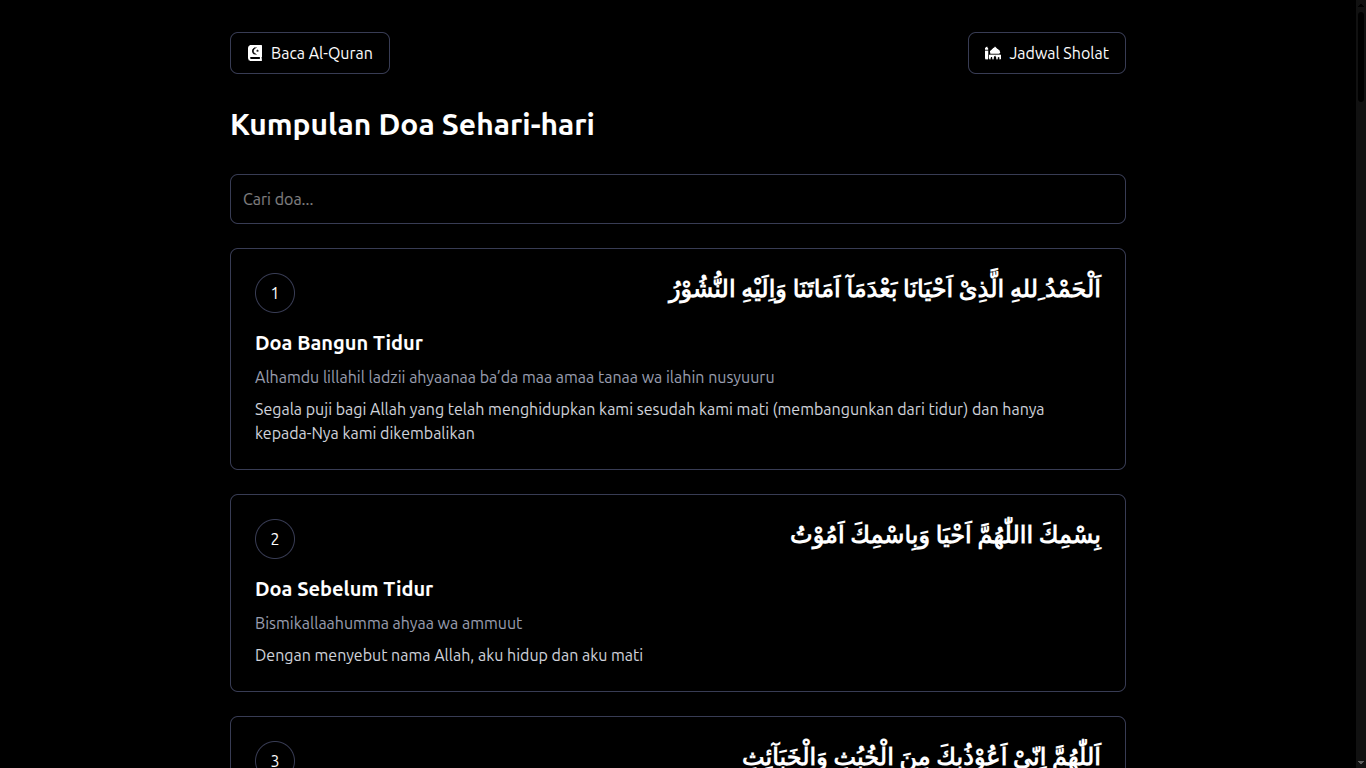 Baca Al-Quran
Jadwal Sholat
Kumpulan Doa Sehari-hari
Cari doa...
1
اَلْحَمْدُ ِللهِ الَّذِىْ اَحْيَانَا بَعْدَمَآ اَمَاتَنَا وَاِلَيْهِ النُّشُوْرُ
Doa Bangun Tidur
Alhamdu lillahil ladzii ahyaanaa ba’da maa amaa tanaa wa ilahin nusyuuru
Segala puji bagi Allah yang telah menghidupkan kami sesudah kami mati (membangunkan dari tidur) dan hanya
kepada-Nya kami dikembalikan
2
بِسْمِكَ االلّٰهُمَّ اَحْيَا وَبِاسْمِكَ اَمُوْتُ
Doa Sebelum Tidur
Bismikallaahumma ahyaa wa ammuut
Dengan menyebut nama Allah, aku hidup dan aku mati
3
اَللّٰهُمَّ اِنّىْ اَعُوْذُبِكَ مِنَ الْخُبُثِ وَالْخَبَآئِثِ